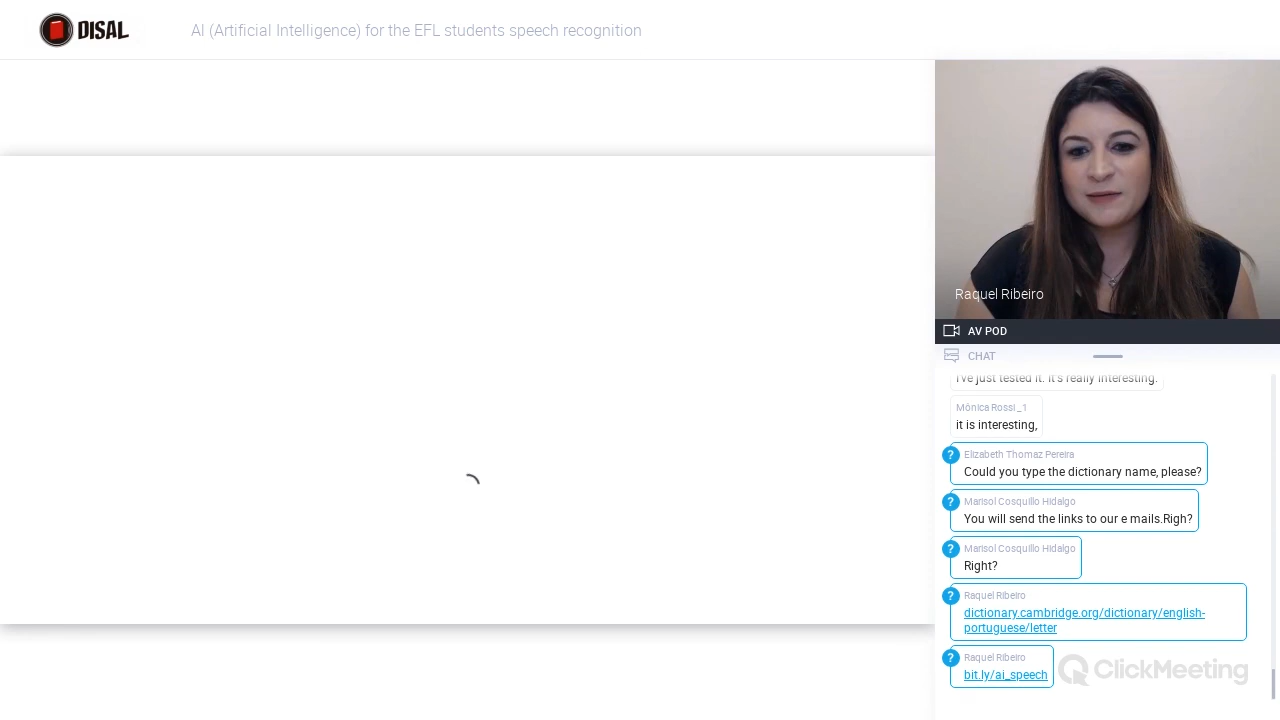 DISAL
AI (Artificial Intelligence) for the EFL students speech recognition
Raquel Ribeiro
AV POD
CHAT
I've just tested it. It's really interesting.
Mônica Rossi _1
it is interesting,
? Elizabeth Thomaz Pereira
Could you type the dictionary name, please?
? Marisol Cosquillo Hidalgo
You will send the links to our e mails.Righ?
? Marisol Cosquillo Hidalgo
Right?
? Raquel Ribeiro
dictionary.cambridge.org/dictionary/english-
portuguese/letter
? Raquel Ribeiro
bit.ly/ai_speech
ClickMeeting